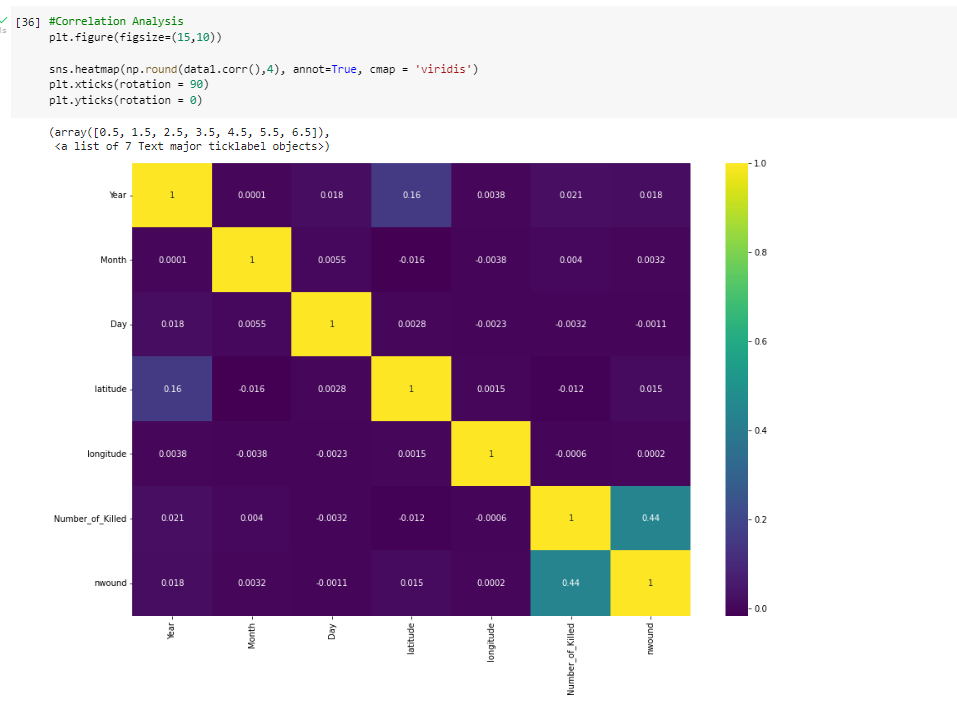 [36] #Correlation Analysis
plt.figure(figsize=(15,10))
sns.heatmap(np.round(data1.corr(),4), annot=True, cmap = 'viridis')
plt.xticks(rotation = 90)
plt.yticks(rotation = 0)
(array([0.5, 1.5, 2.5, 3.5, 4.5, 5.5, 6.5]),
<a list of 7 Text major ticklabel objects>)
Year 1 0.0001 0.018 0.16 0.0038 0.021 0.018
Month 0.0001 1 0.0055 -0.016 -0.0038 0.004 0.0032
Day 0.018 0.0055 1 0.0028 -0.0023 -0.0032 -0.0011
latitude 0.16 -0.016 0.0028 1 0.0015 -0.012 0.015
longitude 0.0038 -0.0038 -0.0023 0.0015 1 -0.0006 0.0002
Number_of_Killed 0.021 0.004 -0.0032 -0.012 -0.0006 1 0.44
nwound 0.018 0.0032 -0.0011 0.015 0.0002 0.44 1
Year Month Day latitude longitude Number_of_Killed nwound
1.0
0.8
0.6
0.4
0.2
0.0